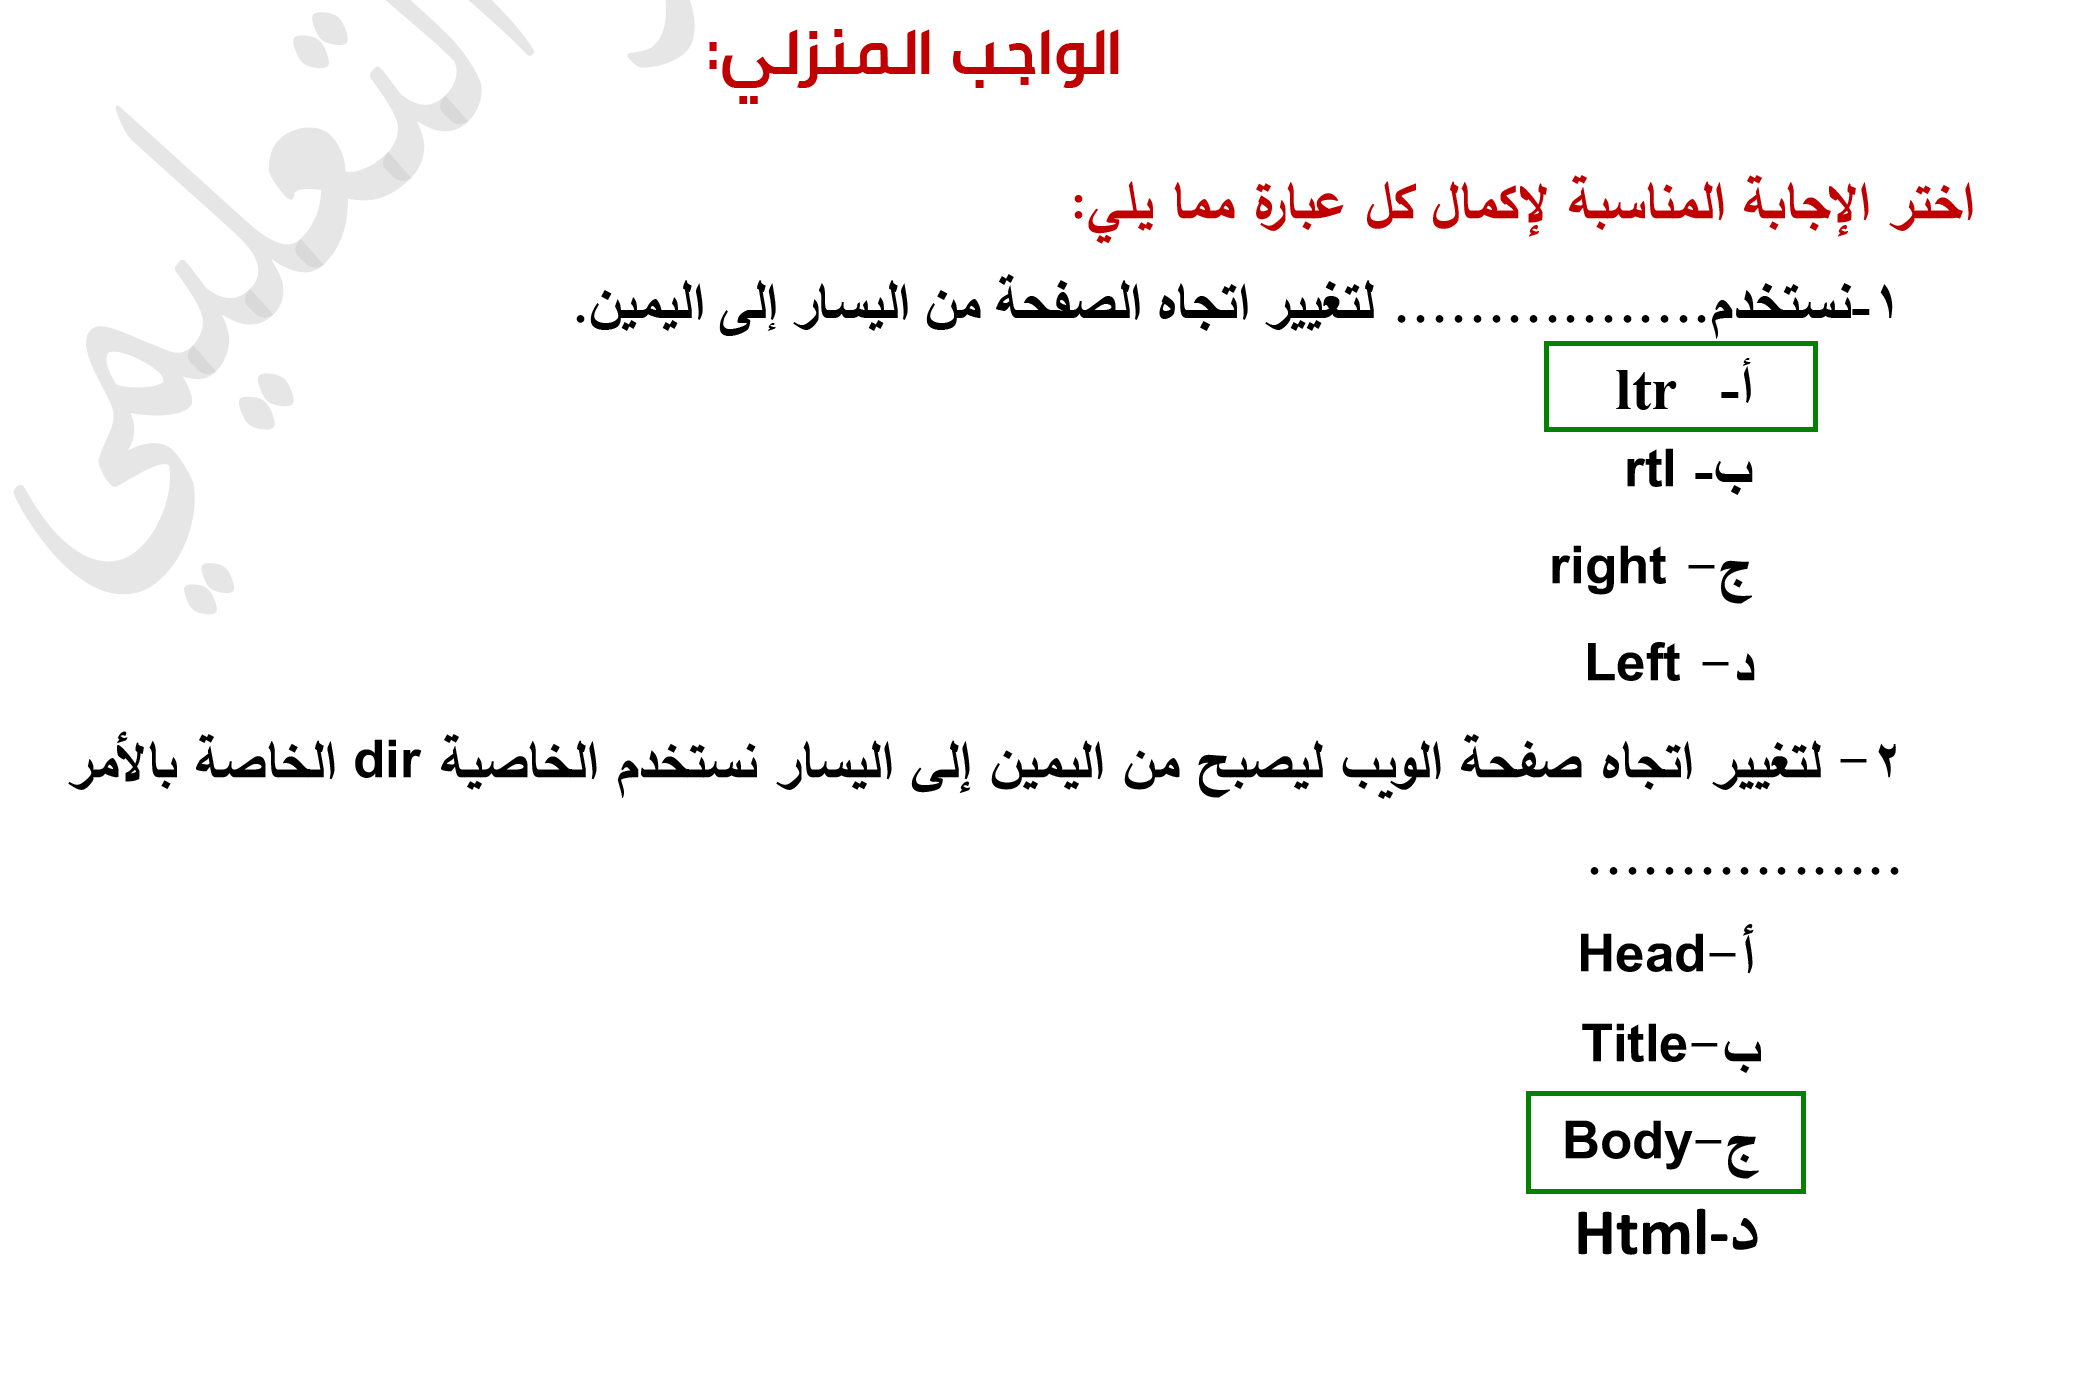 الواجب المنزلي:
اختر الإجابة المناسبة لإكمال كل عبارة مما يلي:
١-نستخدم................. لتغيير اتجاه الصفحة من اليسار إلى اليمين.
أ- ltr
ب- rtl
ج- right
د- Left
٢- لتغيير اتجاه صفحة الويب ليصبح من اليمين إلى اليسار نستخدم الخاصية dir الخاصة بالأمر
.................
أ-Head
ب-Title
ج-Body
د-Html
التعليمي